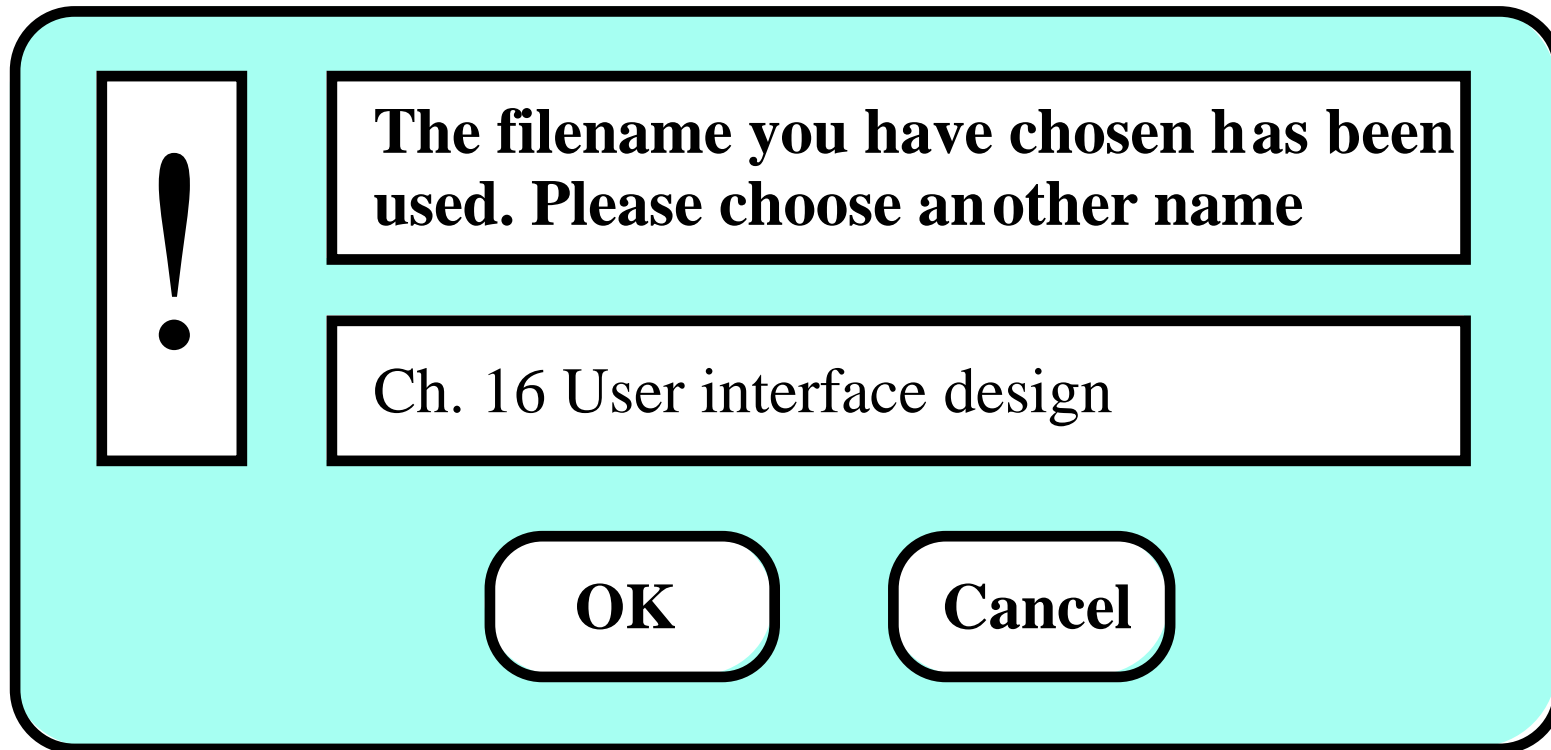 !
The filename you have chosen has been
used. Please choose another name
Ch. 16 User interface design
OK
Cancel